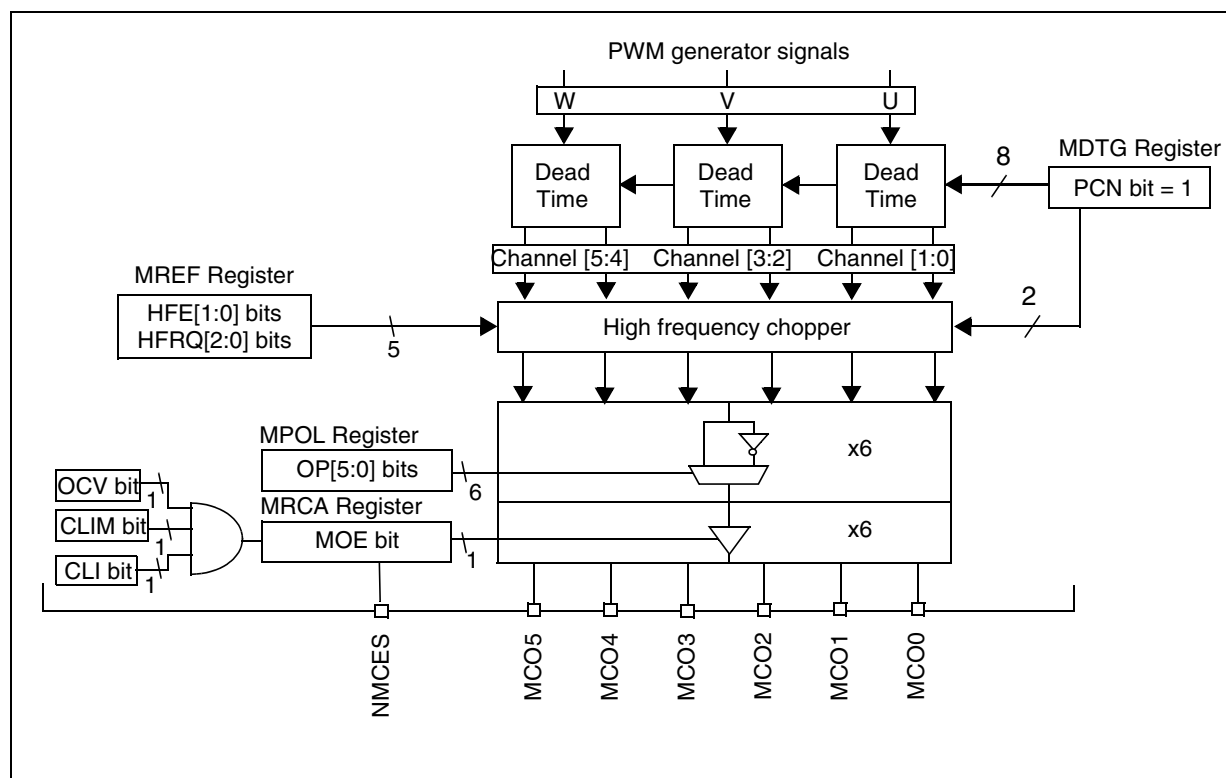 PWM generator signals
W V U
8
MDTG Register
Dead
Time
Dead
Time
Dead
Time
PCN bit = 1
Channel [5:4] Channel [3:2] Channel [1:0]
MREF Register
HFE[1:0] bits
HFRQ[2:0] bits
5
High frequency chopper
2
MPOL Register
OP[5:0] bits
6
x6
OCV bit
1
CLIM bit
1
CLI bit
1
MRCA Register
MOE bit
1
x6
NMCES
MCO5
MCO4
MCO3
MCO2
MCO1
MCO0